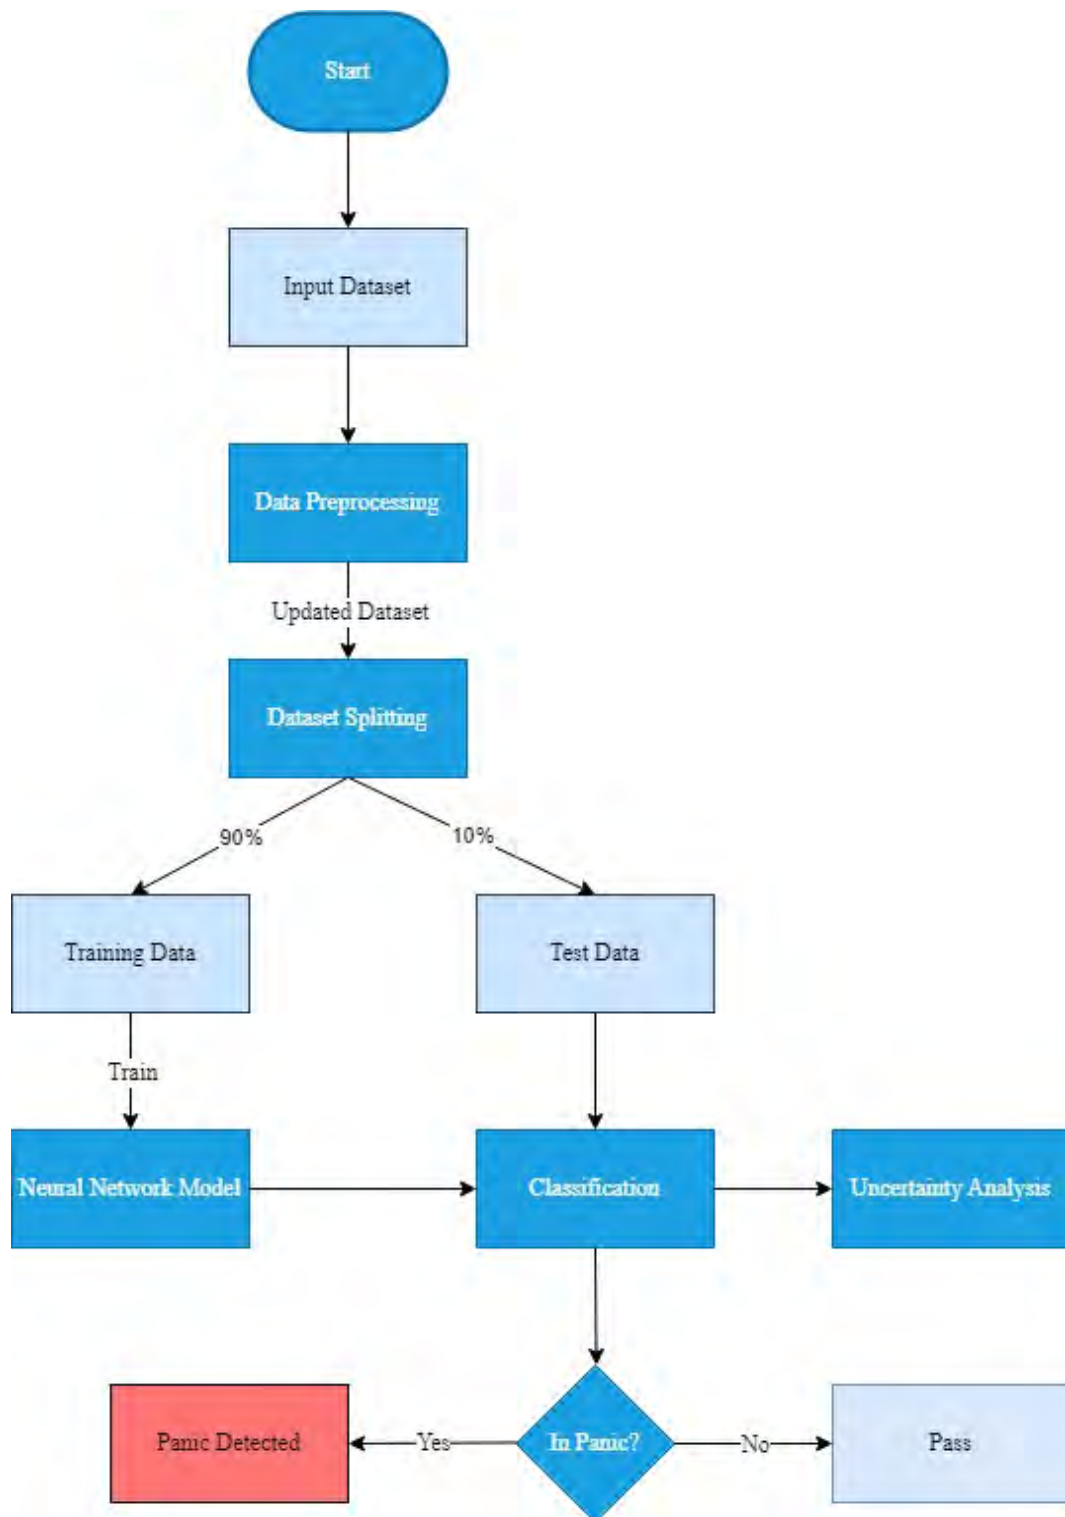 Start
Input Dataset
Data Preprocessing
Updated Dataset
Dataset Splitting
90%
10%
Training Data
Test Data
Train
Neural Network Model
Classification
Uncertainty Analysis
Panic Detected
Yes
In Panic?
No
Pass